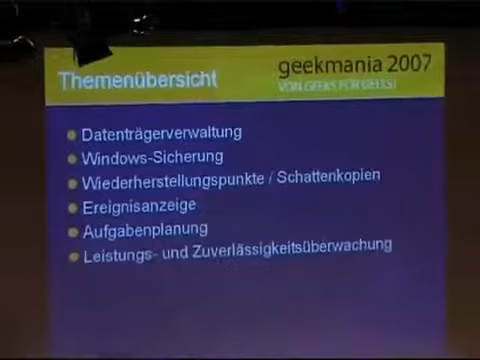 Themenübersicht
geekmania 2007
VON GEEKS FÜR GEEKS!
Datenträgerverwaltung
Windows-Sicherung
Wiederherstellungspunkte / Schattenkopien
Ereignisanzeige
Aufgabenplanung
Leistungs- und Zuverlässigkeitsüberwachung